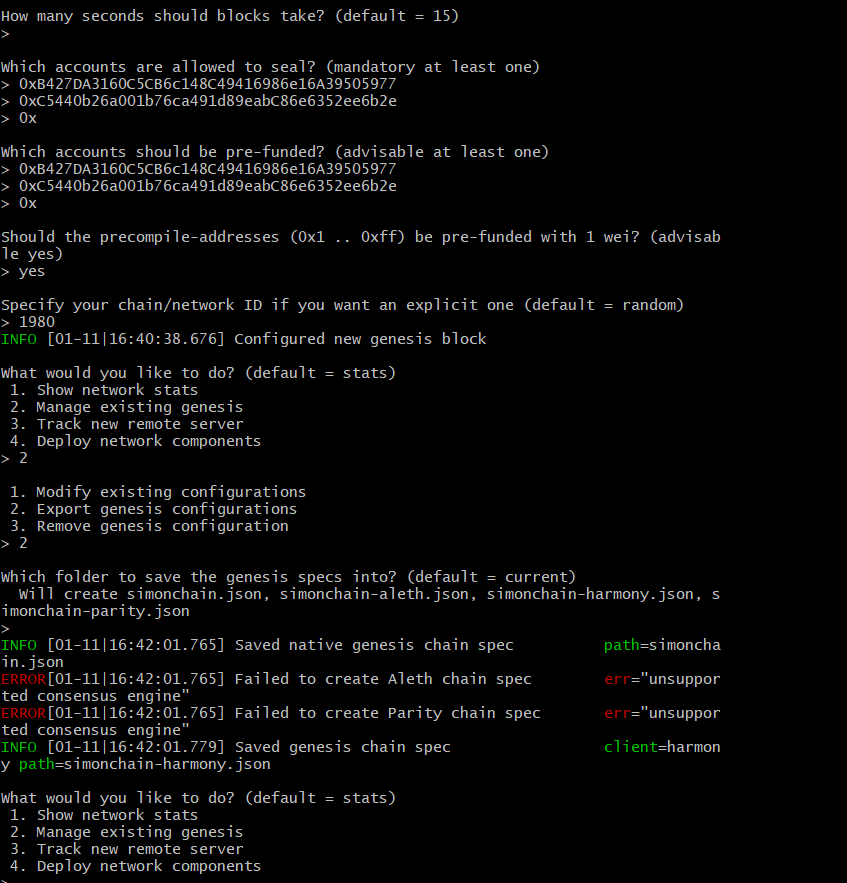 How many seconds should blocks take? (default = 15)
>
Which accounts are allowed to seal? (mandatory at least one)
> 0xB427DA3160C5CB6c148C49416986e16A39505977
> 0xC5440b26a001b76ca491d89eabC86e6352ee6b2e
> 0x
Which accounts should be pre-funded? (advisable at least one)
> 0xB427DA3160C5CB6c148C49416986e16A39505977
> 0xC5440b26a001b76ca491d89eabC86e6352ee6b2e
> 0x
Should the precompile-addresses (0x1 .. 0xff) be pre-funded with 1 wei? (advisab
le yes)
> yes
Specify your chain/network ID if you want an explicit one (default = random)
> 1980
INFO [01-11|16:40:38.676] Configured new genesis block
What would you like to do? (default = stats)
1. Show network stats
2. Manage existing genesis
3. Track new remote server
4. Deploy network components
> 2
1. Modify existing configurations
2. Export genesis configurations
3. Remove genesis configuration
> 2
Which folder to save the genesis specs into? (default = current)
Will create simonchain.json, simonchain-aleth.json, simonchain-harmony.json, s
imonchain-parity.json
>
INFO [01-11|16:42:01.765] Saved native genesis chain spec path=simoncha
in.json
ERROR[01-11|16:42:01.765] Failed to create Aleth chain spec err="unsuppor
ted consensus engine"
ERROR[01-11|16:42:01.765] Failed to create Parity chain spec err="unsuppor
ted consensus engine"
INFO [01-11|16:42:01.779] Saved genesis chain spec client=harmon
y path=simonchain-harmony.json
What would you like to do? (default = stats)
1. Show network stats
2. Manage existing genesis
3. Track new remote server
4. Deploy network components
>